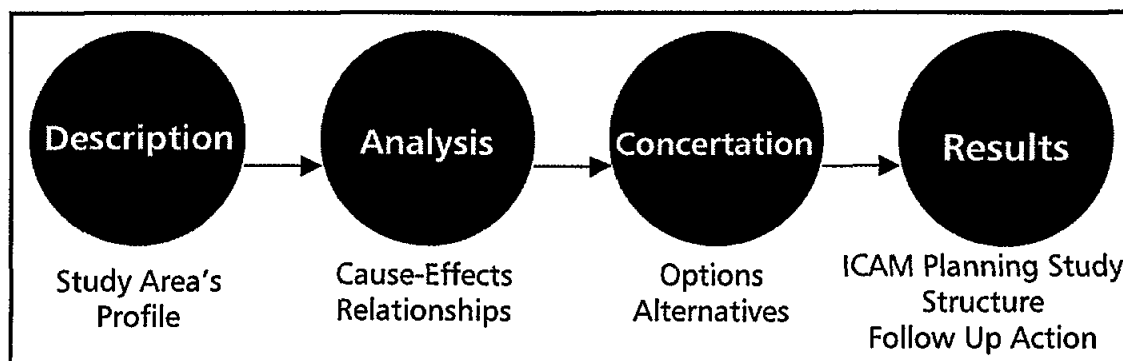 Description
Analysis
Concertation
Results
Study Area's
Profile
Cause-Effects
Relationships
Options
Alternatives
ICAM Planning Study
Structure
Follow Up Action